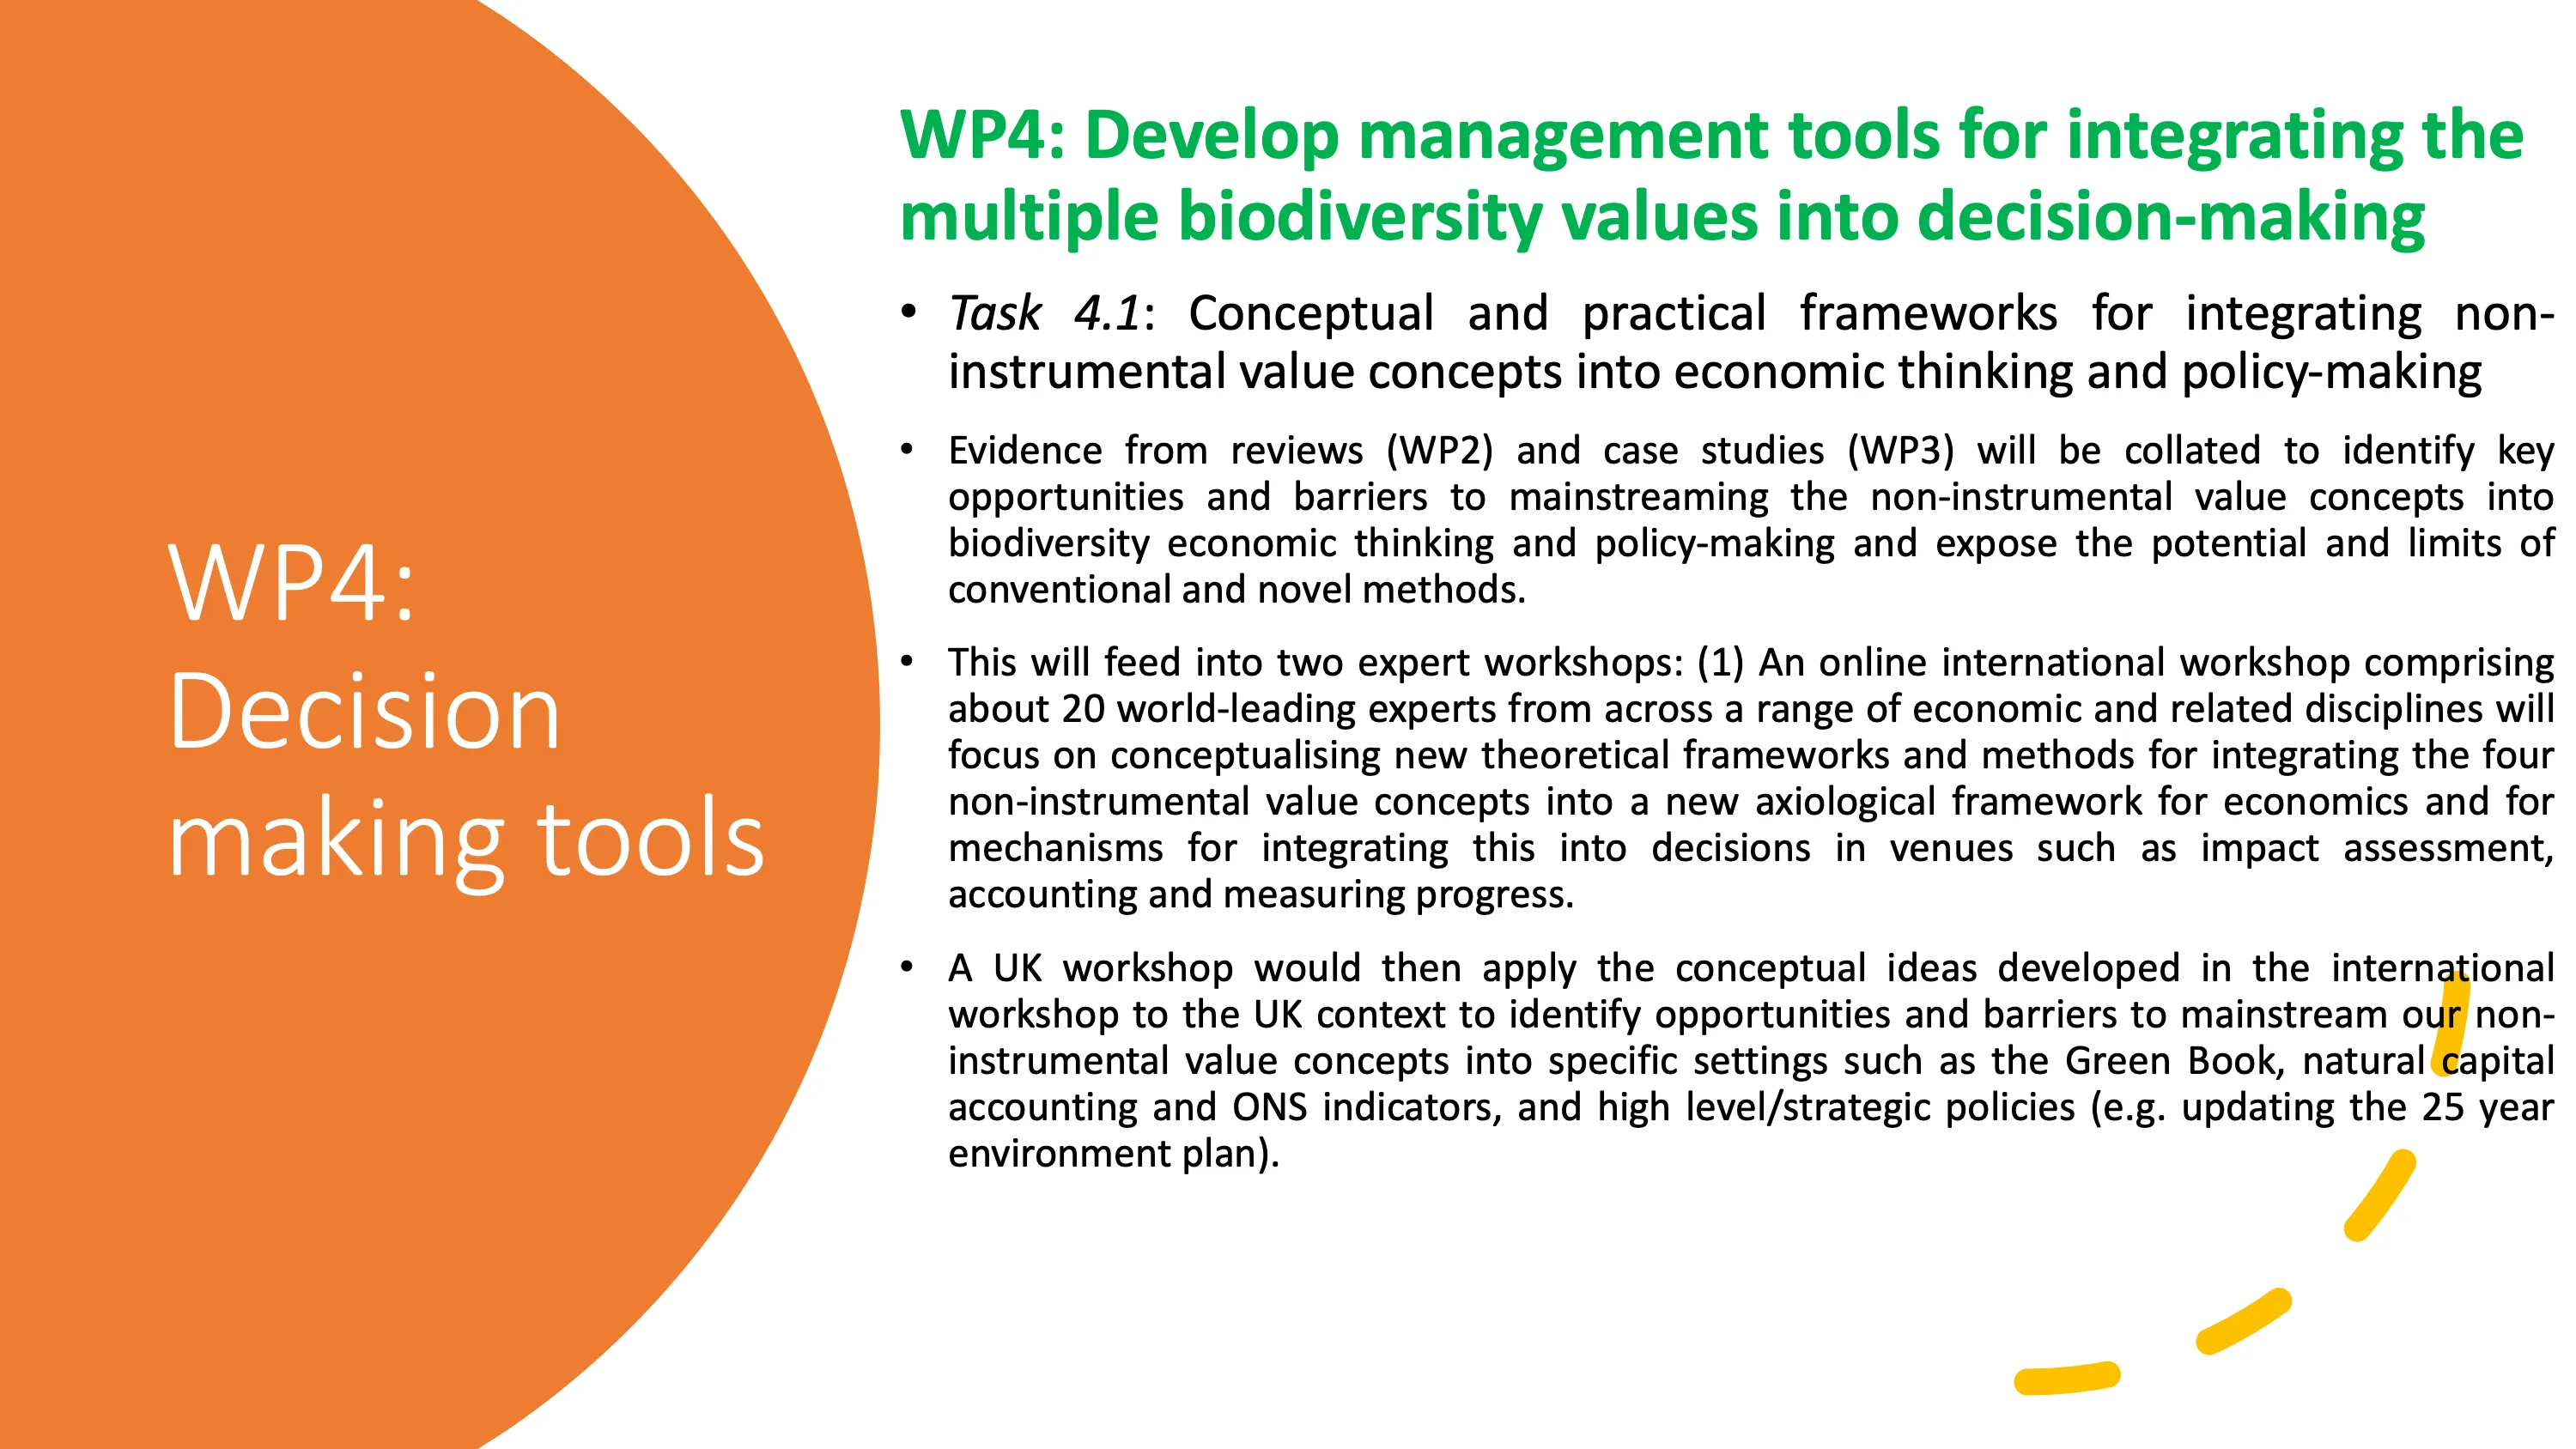 WP4:
Decision
making tools
WP4: Develop management tools for integrating the
multiple biodiversity values into decision-making
• Task 4.1: Conceptual and practical frameworks for integrating non-
instrumental value concepts into economic thinking and policy-making
• Evidence from reviews (WP2) and case studies (WP3) will be collated to identify key
opportunities and barriers to mainstreaming the non-instrumental value concepts into
biodiversity economic thinking and policy-making and expose the potential and limits of
conventional and novel methods.
• This will feed into two expert workshops: (1) An online international workshop comprising
about 20 world-leading experts from across a range of economic and related disciplines will
focus on conceptualising new theoretical frameworks and methods for integrating the four
non-instrumental value concepts into a new axiological framework for economics and for
mechanisms for integrating this into decisions in venues such as impact assessment,
accounting and measuring progress.
• A UK workshop would then apply the conceptual ideas developed in the international
workshop to the UK context to identify opportunities and barriers to mainstream our non-
instrumental value concepts into specific settings such as the Green Book, natural capital
accounting and ONS indicators, and high level/strategic policies (e.g. updating the 25 year
environment plan).